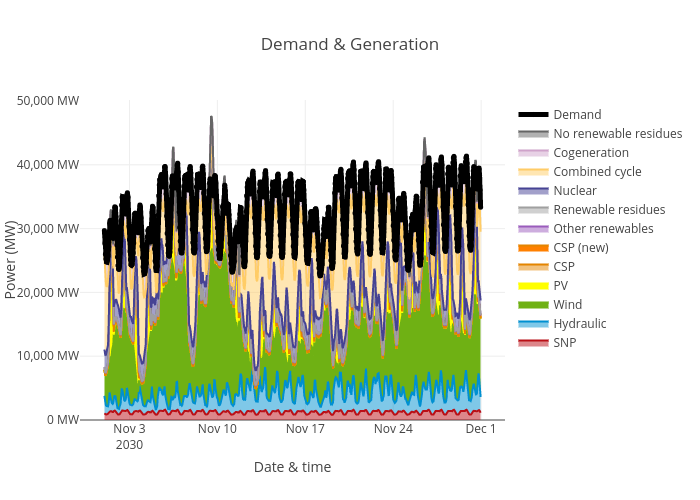 Demand & Generation
50,000 MW
40,000 MW
30,000 MW
20,000 MW
10,000 MW
0 MW
Power (MW)
Nov 3
2030
Nov 10
Nov 17
Nov 24
Dec 1
Date & time
Demand
No renewable residues
Cogeneration
Combined cycle
Nuclear
Renewable residues
Other renewables
CSP (new)
CSP
PV
Wind
Hydraulic
SNP